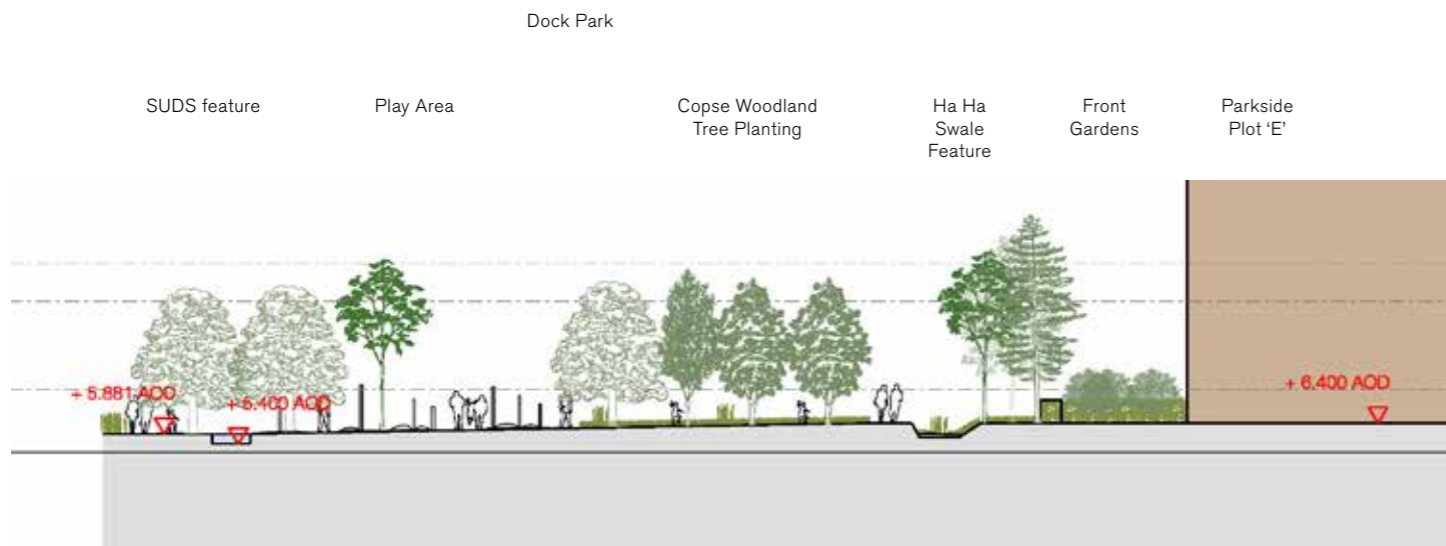 Dock Park
SUDS feature
Play Area
Copse Woodland
Tree Planting
Ha Ha
Swale
Feature
Front
Gardens
Parkside
Plot ‘E’
+ 5.881 AOD
+ 5.400 AOD
+ 6.400 AOD